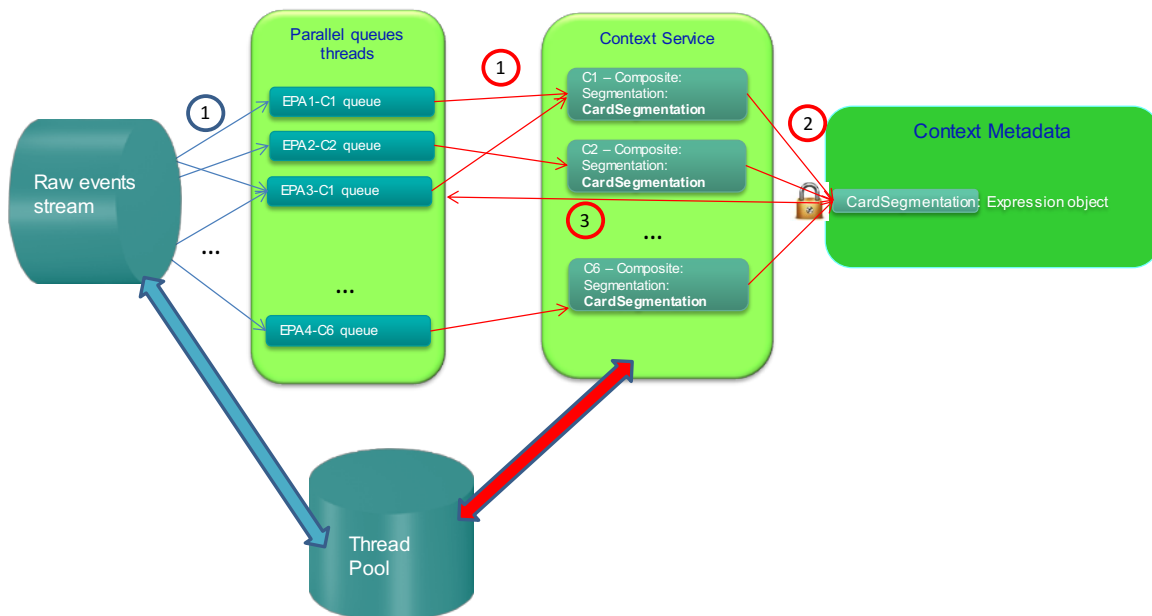 Parallel queues
threads
Context Service
1
1
EPA1-C1 queue
C1 – Composite:
Segmentation:
CardSegmentation
2
Context Metadata
EPA2-C2 queue
C2 – Composite:
Segmentation:
CardSegmentation
Raw events
stream
EPA3-C1 queue
CardSegmentation: Expression object
3
...
...
...
C6 – Composite:
Segmentation:
CardSegmentation
EPA4-C6 queue
Thread
Pool